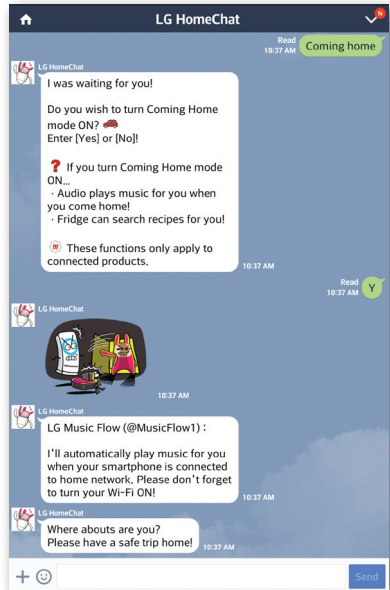 LG HomeChat
N
Read
10:37 AM
Coming home
LG HomeChat
I was waiting for you!
Do you wish to turn Coming Home
mode ON?
Enter [Yes] or [No]!
? If you turn Coming Home mode
ON...
· Audio plays music for you when
you come home!
· Fridge can search recipes for you!
!!! These functions only apply to
connected products.
10:37 AM
Read
10:37 AM
Y
LG HomeChat
10:37 AM
LG HomeChat
LG Music Flow (@MusicFlow1) :
I'll automatically play music for you
when your smartphone is connected
to home network. Please don't forget
to turn your Wi-Fi ON!
10:37 AM
LG HomeChat
Where abouts are you?
Please have a safe trip home!
10:37 AM
Send